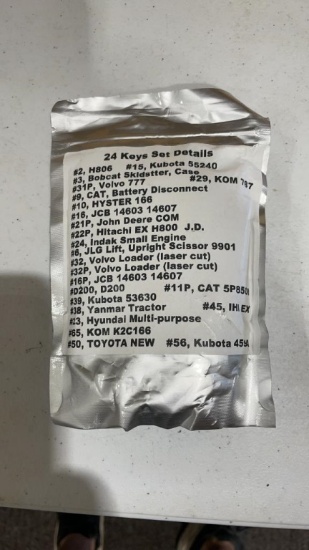 24 Keys Set Details
#2, H806 #15, Kubota 55240
#3, Bobcat Skidstter, Case
#31P, Volvo 777 #29, KOM 787
#9, CAT, Battery Disconnect
#10, HYSTER 166
#16, JCB 14603 14607
#21P, John Deere COM
#22P, Hitachi EX H800 J.D.
#24, Indak Small Engine
#6, JLG Lift, Upright Scissor 9901
#32, Volvo Loader (laser cut)
#32P, Volvo Loader (laser cut)
#16P, JCB 14603 14607
#D200, D200 #11P, CAT 5P8500
#39, Kubota 53630
#38, Yanmar Tractor #45, IHI EX
#3, Hyundai Multi-purpose
#65, KOM K2C166
#50, TOYOTA NEW #56, Kubota